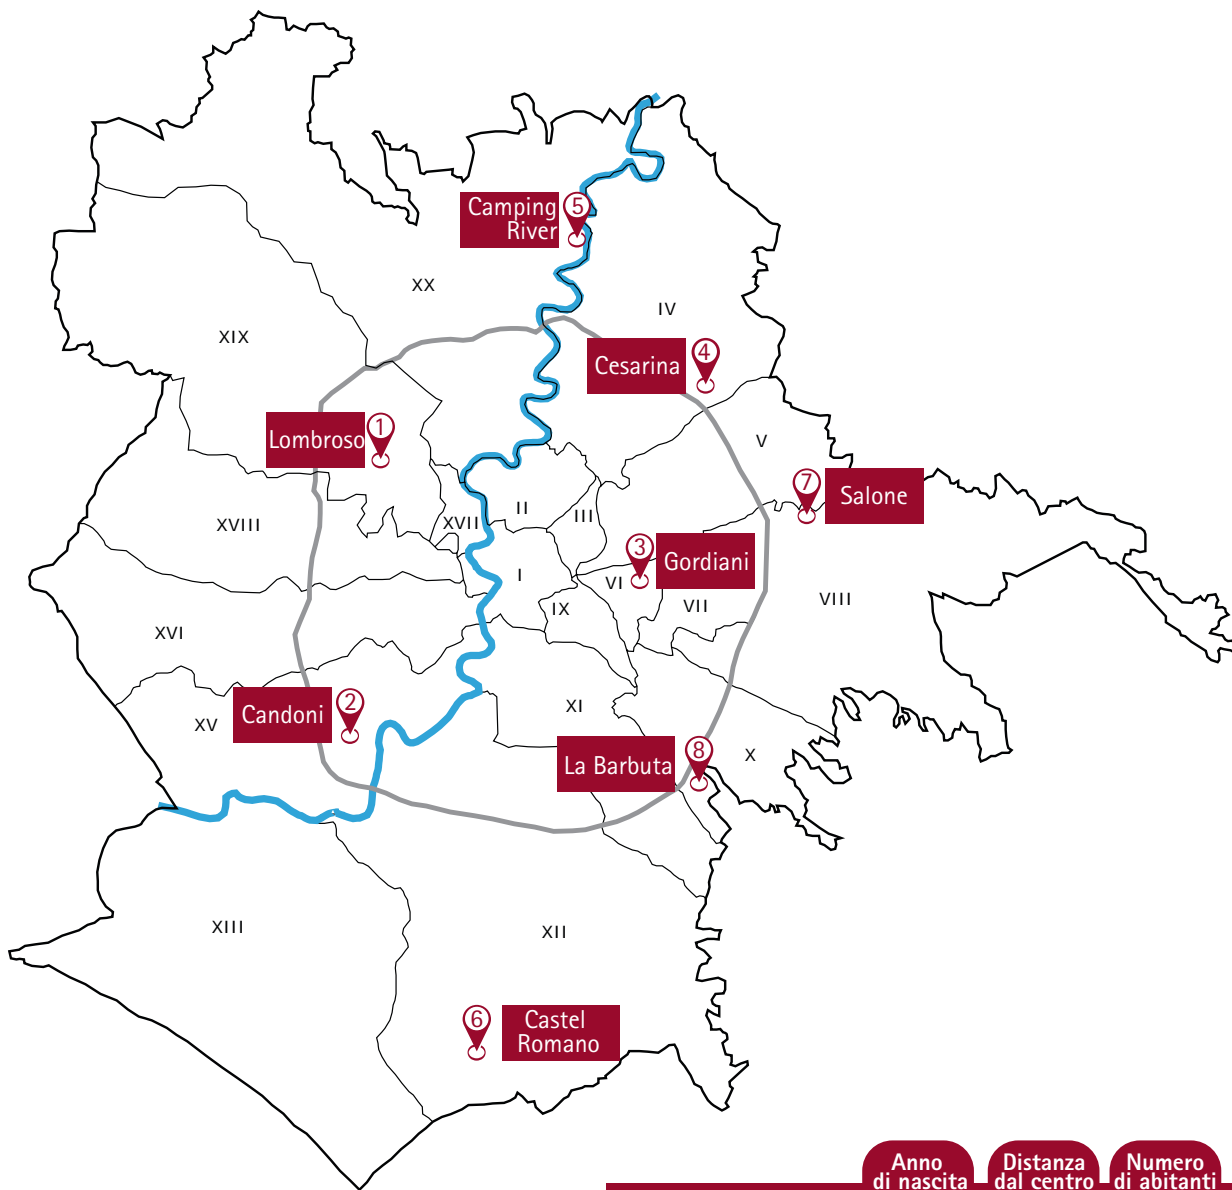 Camping
River
5
XX
IV
XIX
Cesarina
4
Lombroso
1
V
7
Salone
XVIII
XVII
II
III
3
Gordiani
I
VI
VII
VIII
IX
XVI
Candoni
2
XV
XI
La Barbuta
8
X
XIII
XII
6
Castel
Romano
Anno
di nascita
Distanza
dal centro
Numero
di abitanti